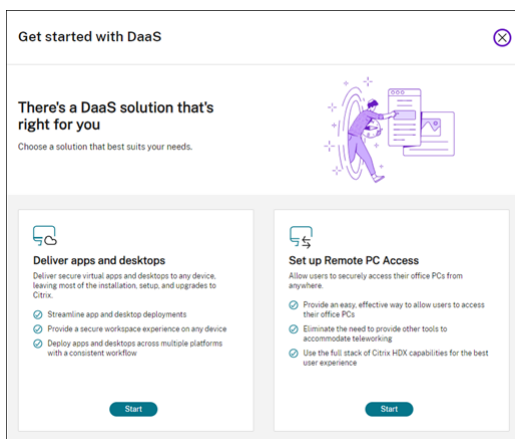 Get started with DaaS
There's a DaaS solution that's
right for you
Choose a solution that best suits your needs.
Deliver apps and desktops
Deliver secure virtual apps and desktops to any device,
leaving most of the installation, setup, and upgrades to
Citrix.
Streamline app and desktop deployments
Provide a secure workspace experience on any device
Deploy apps and desktops across multiple platforms
with a consistent workflow
Start
Set up Remote PC Access
Allow users to securely access their office PCs from
anywhere.
Provide an easy, effective way to allow users to access
their office PCs
Eliminate the need to provide other tools to
accommodate teleworking
Use the full stack of Citrix HDX capabilities for the best
user experience
Start